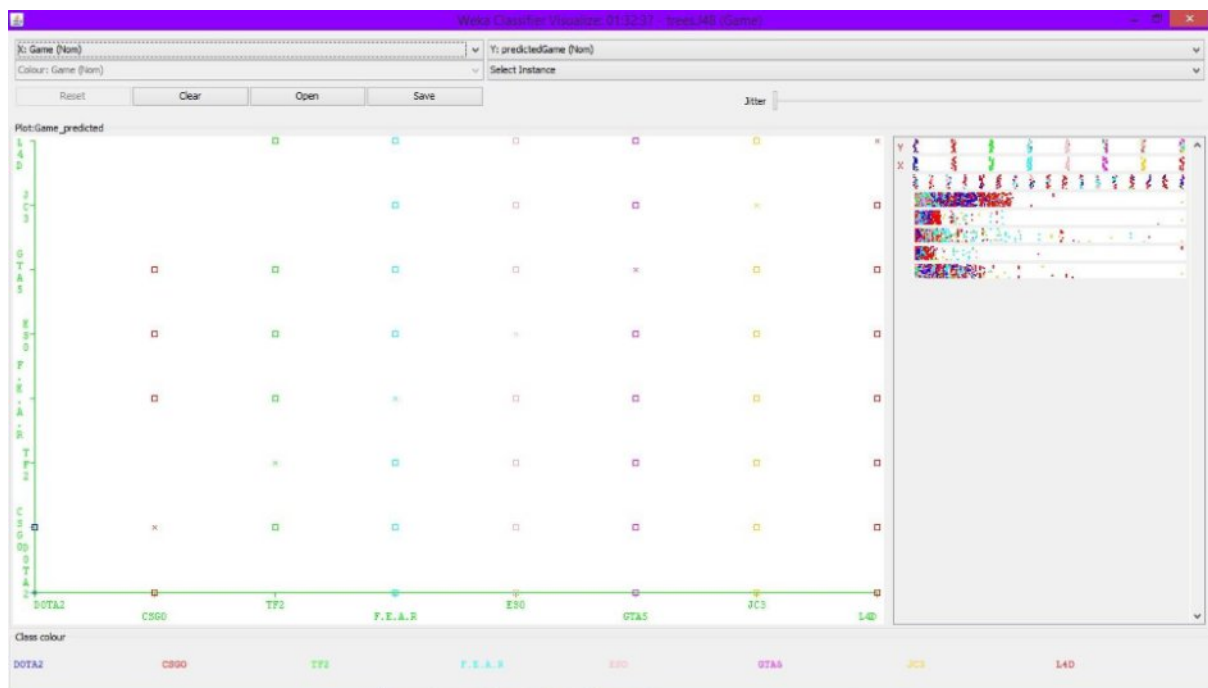 Weka Classifier Visualize: 01:32:37 - trees.J48 (Game)
X: Game (Nom)
Y: predictedGame (Nom)
Colour: Game (Nom)
Select Instance
Reset Clear Open Save
Jitter
Plot:Game_predicted
L4D
JC3
GTA5
ESO
F.E.A.R
TF2
CSGO
DOTA2
Y
X
DOTA2 TF2 ESO JC3
CSGO F.E.A.R GTA5 L4D
Class colour
DOTA2 CSGO TF2 F.E.A.R ESO GTA5 JC3 L4D